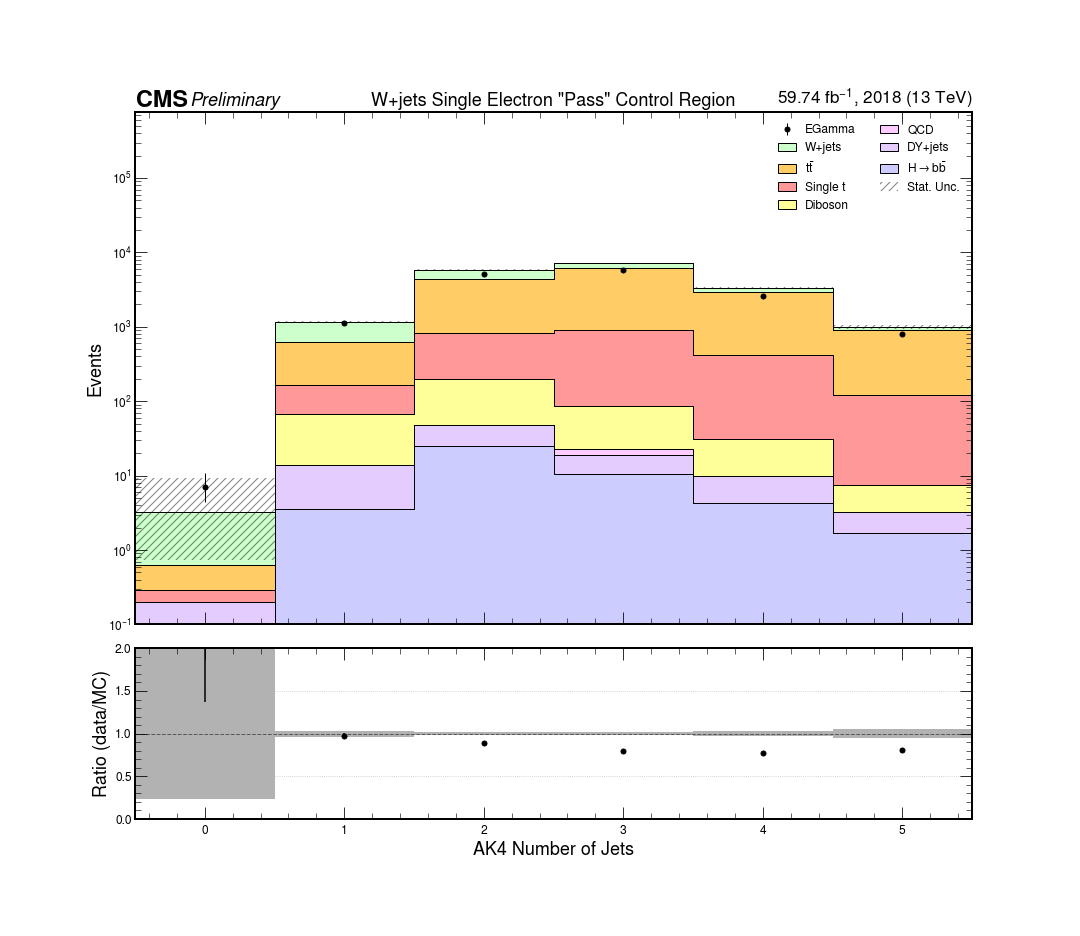 CMS Preliminary W+jets Single Electron "Pass" Control Region 59.74 fb⁻¹, 2018 (13 TeV)
EGamma QCD
W+jets DY+jets
tt̄ H→bb̄
Single t Stat. Unc.
Diboson
10⁵
10⁴
10³
10²
10¹
10⁰
10⁻¹
Events
2.0
1.5
1.0
0.5
0.0
Ratio (data/MC)
0 1 2 3 4 5
AK4 Number of Jets